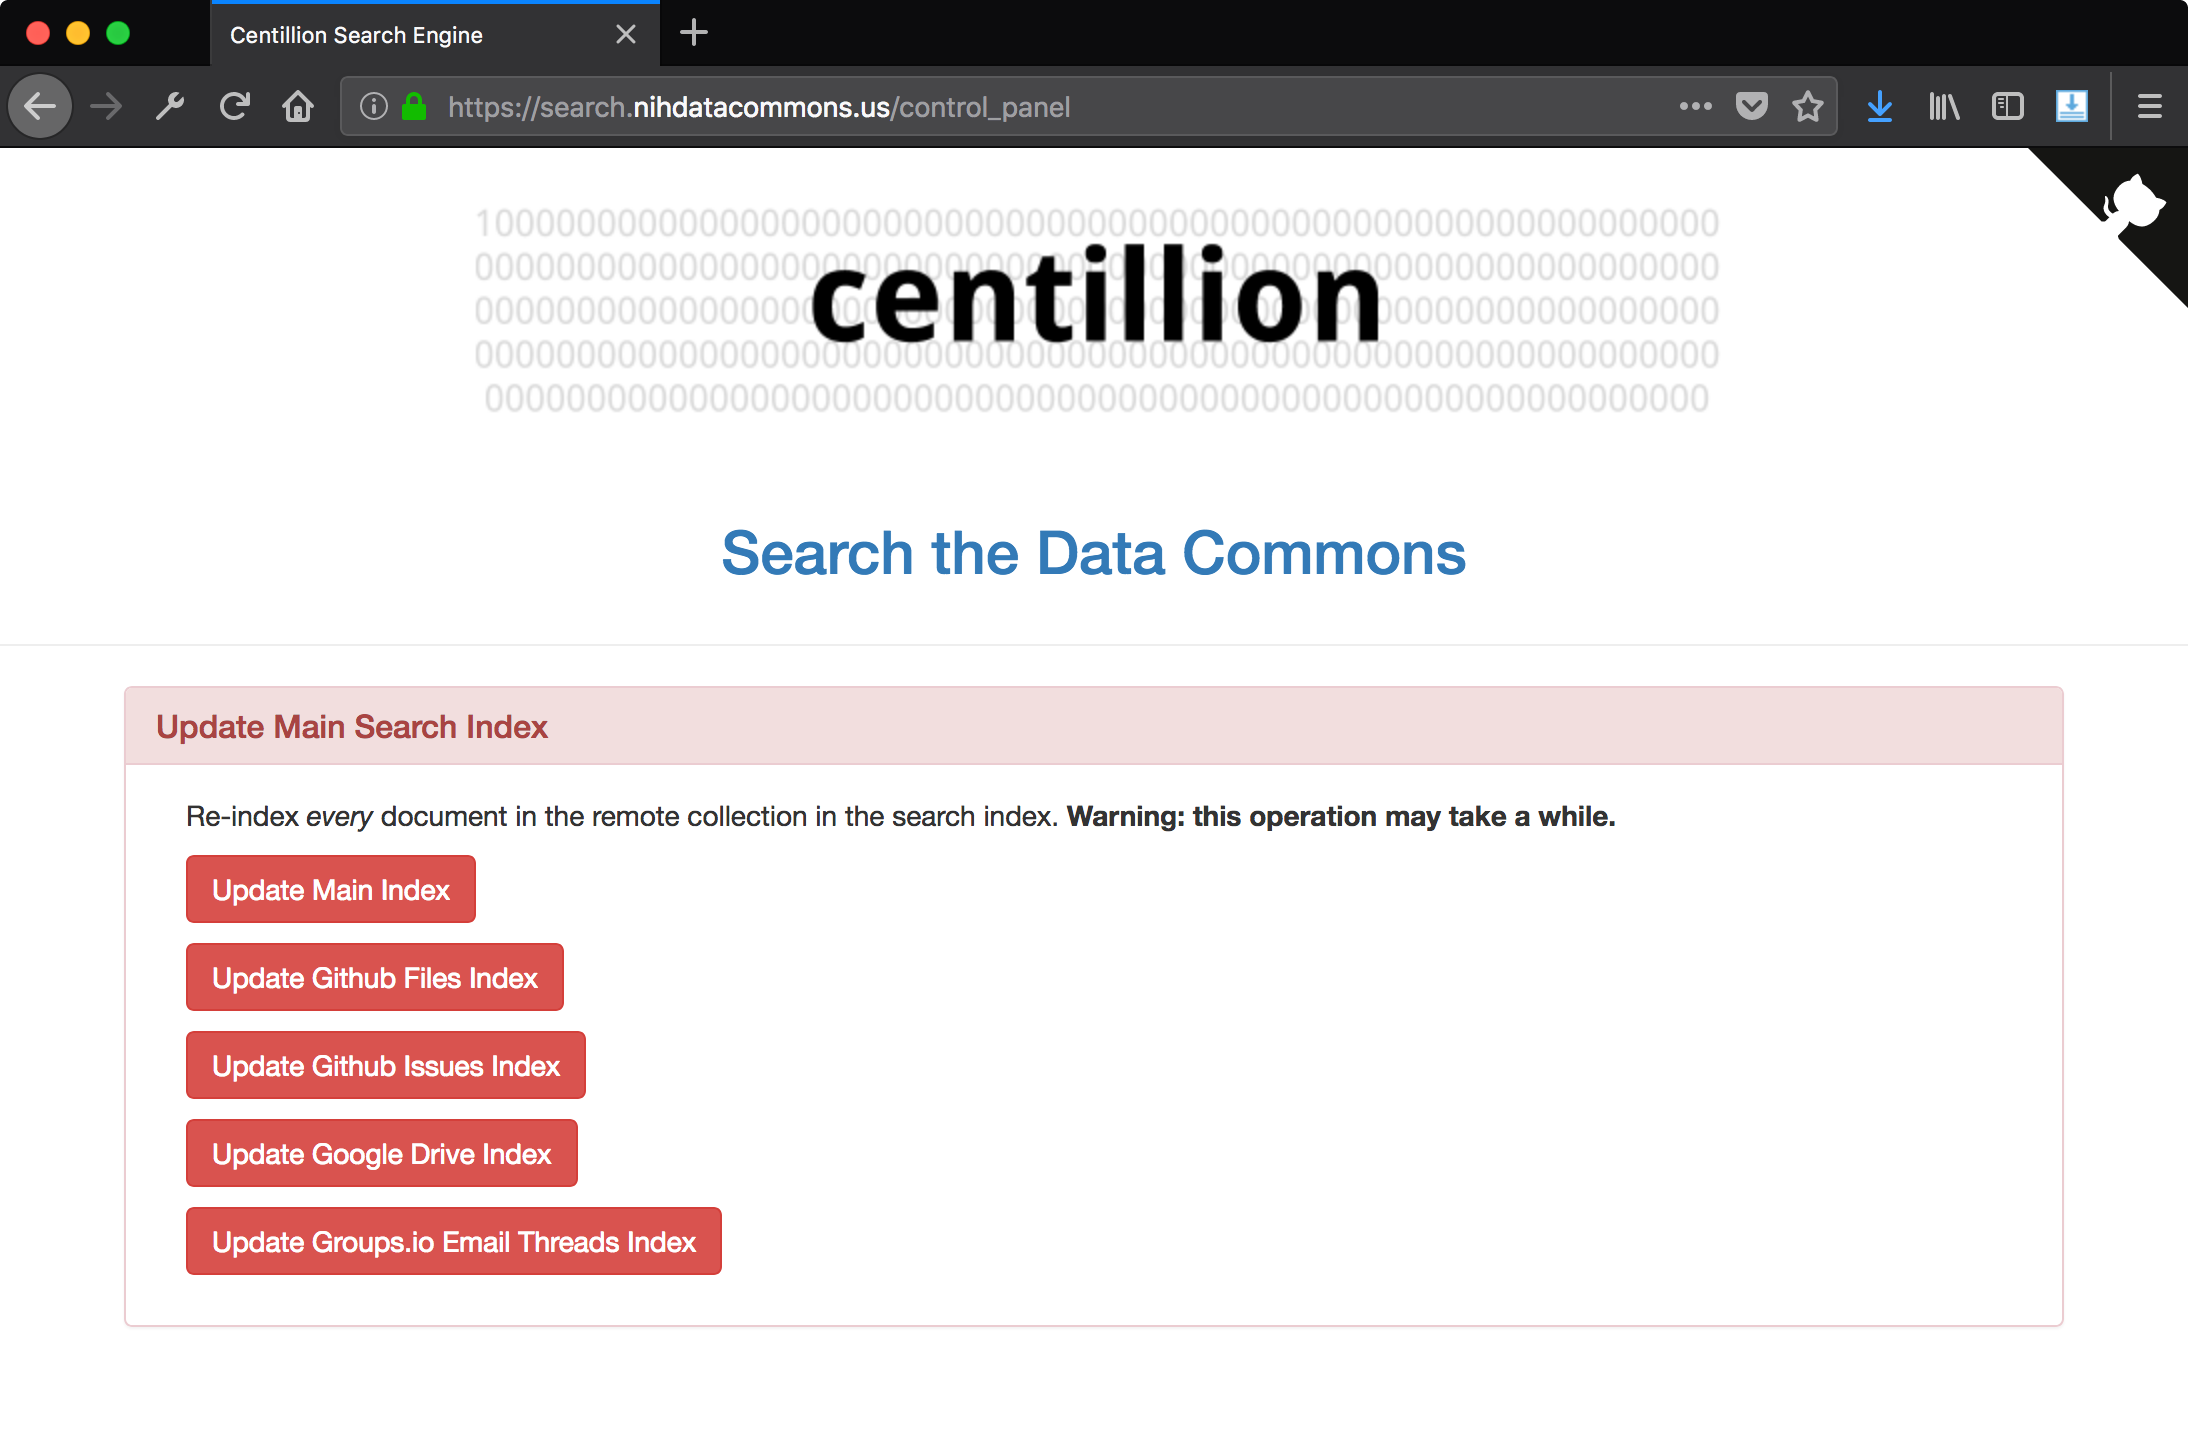 Centillion Search Engine
https://search.nihdatacommons.us/control_panel
centillion
Search the Data Commons
Update Main Search Index
Re-index every document in the remote collection in the search index. Warning: this operation may take a while.
Update Main Index
Update Github Files Index
Update Github Issues Index
Update Google Drive Index
Update Groups.io Email Threads Index